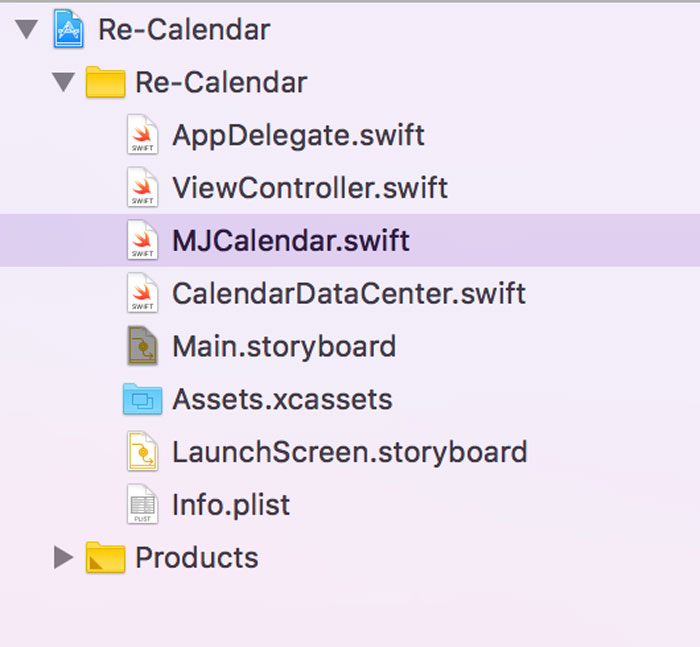 Re-Calendar
Re-Calendar
SWIFT AppDelegate.swift
SWIFT ViewController.swift
SWIFT MJCalendar.swift
SWIFT CalendarDataCenter.swift
Main.storyboard
Assets.xcassets
LaunchScreen.storyboard
PLIST Info.plist
Products